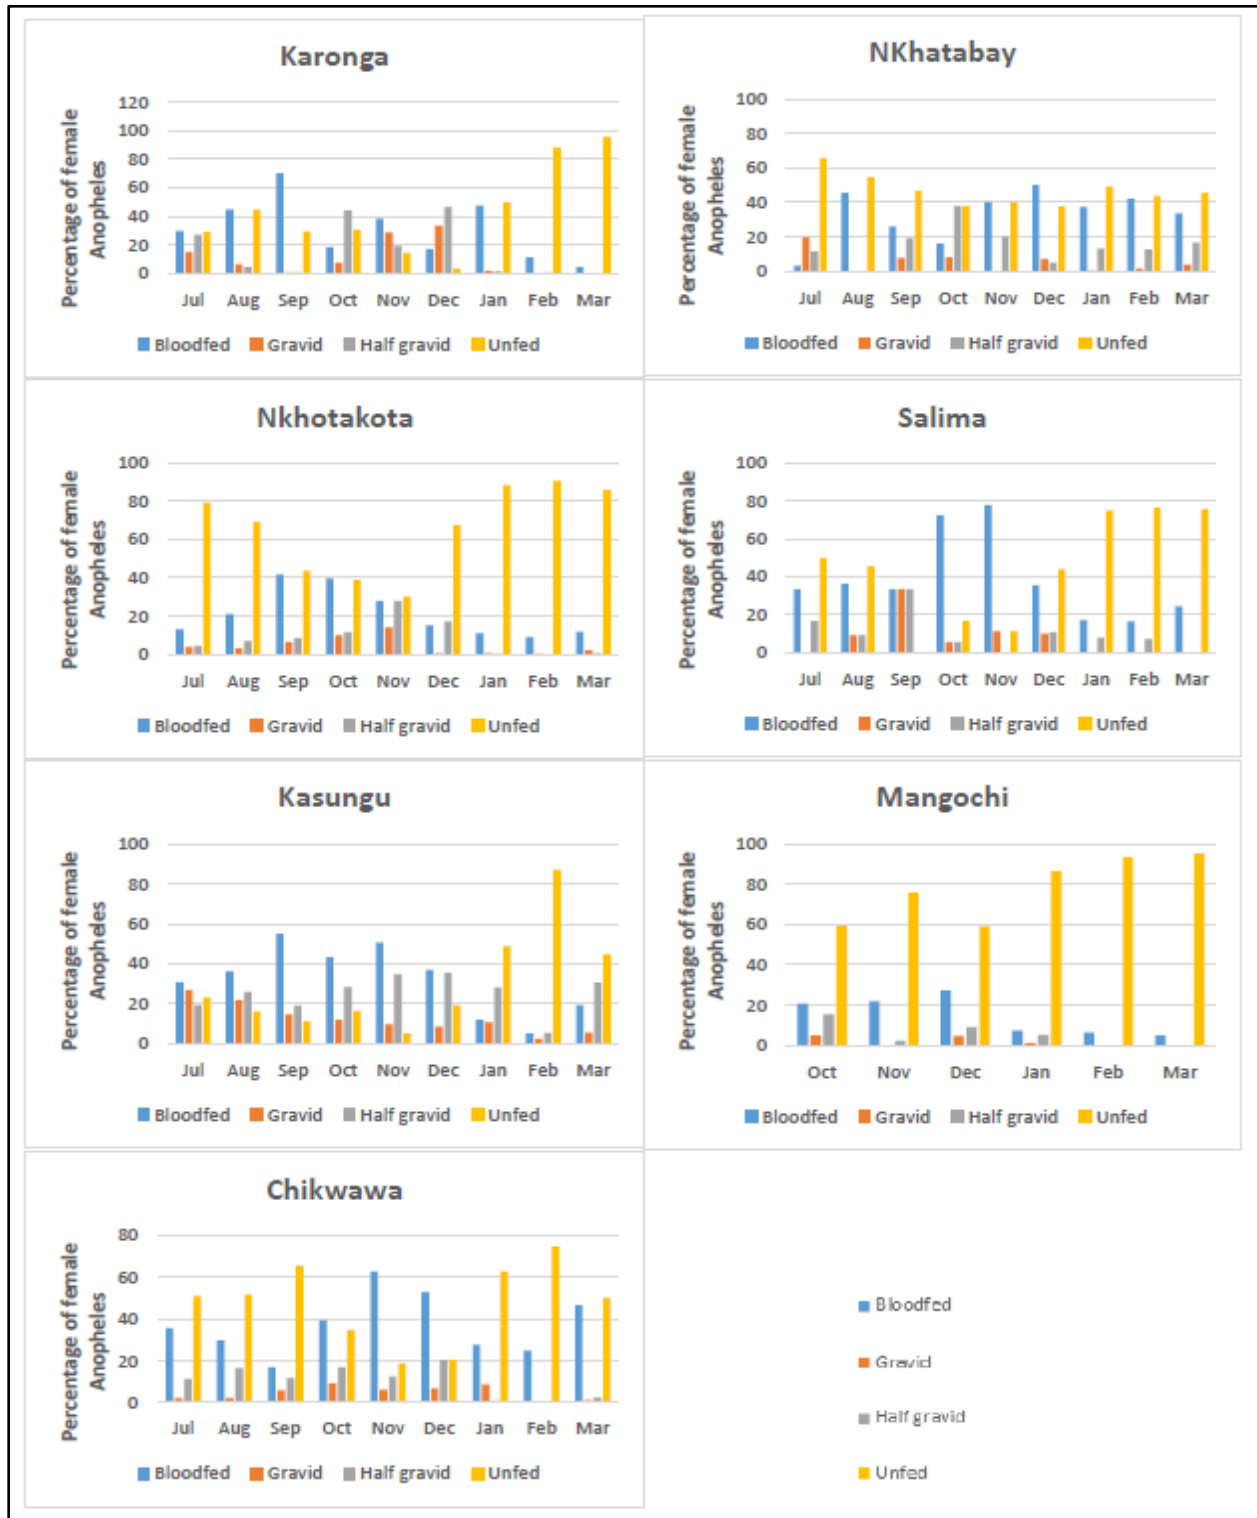 Karonga
Percentage of female
Anopheles
120
100
80
60
40
20
0
Jul Aug Sep Oct Nov Dec Jan Feb Mar
Bloodfed Gravid Half gravid Unfed
NKhatabay
Percentage of female
Anopheles
100
80
60
40
20
0
Jul Aug Sep Oct Nov Dec Jan Feb Mar
Bloodfed Gravid Half gravid Unfed
Nkhotakota
Percentage of female
Anopheles
100
80
60
40
20
0
Jul Aug Sep Oct Nov Dec Jan Feb Mar
Bloodfed Gravid Half gravid Unfed
Salima
Percentage of female
Anopheles
100
80
60
40
20
0
Jul Aug Sep Oct Nov Dec Jan Feb Mar
Bloodfed Gravid Half gravid Unfed
Kasungu
Percentage of female
Anopheles
100
80
60
40
20
0
Jul Aug Sep Oct Nov Dec Jan Feb Mar
Bloodfed Gravid Half gravid Unfed
Mangochi
Percentage of female
Anopheles
100
80
60
40
20
0
Oct Nov Dec Jan Feb Mar
Bloodfed Gravid Half gravid Unfed
Chikwawa
Percentage of female
Anopheles
80
60
40
20
0
Jul Aug Sep Oct Nov Dec Jan Feb Mar
Bloodfed Gravid Half gravid Unfed
Bloodfed
Gravid
Half gravid
Unfed